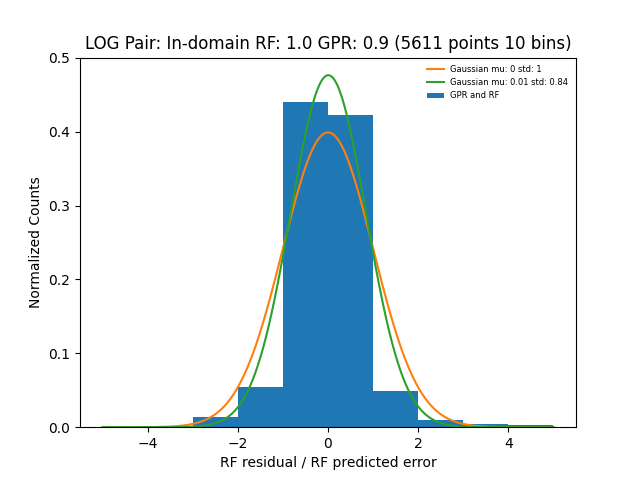 LOG Pair: In-domain RF: 1.0 GPR: 0.9 (5611 points 10 bins)
Gaussian mu: 0 std: 1
Gaussian mu: 0.01 std: 0.84
GPR and RF
Normalized Counts
0.5
0.4
0.3
0.2
0.1
0.0
−4
−2
0
2
4
RF residual / RF predicted error